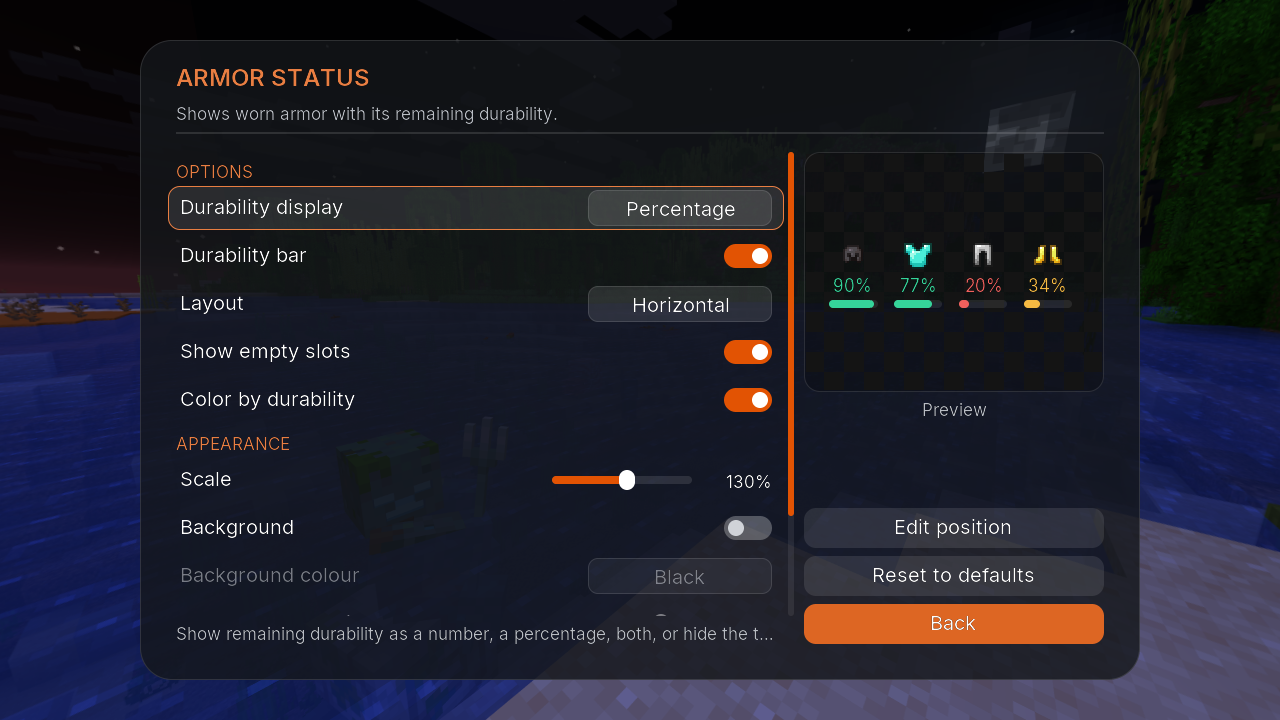 ARMOR STATUS
Shows worn armor with its remaining durability.
OPTIONS
Durability display
Percentage
Durability bar
Layout
Horizontal
Show empty slots
Color by durability
APPEARANCE
Scale
130%
Background
Background colour
Black
Show remaining durability as a number, a percentage, both, or hide the t...
90% 77% 20% 34%
Preview
Edit position
Reset to defaults
Back